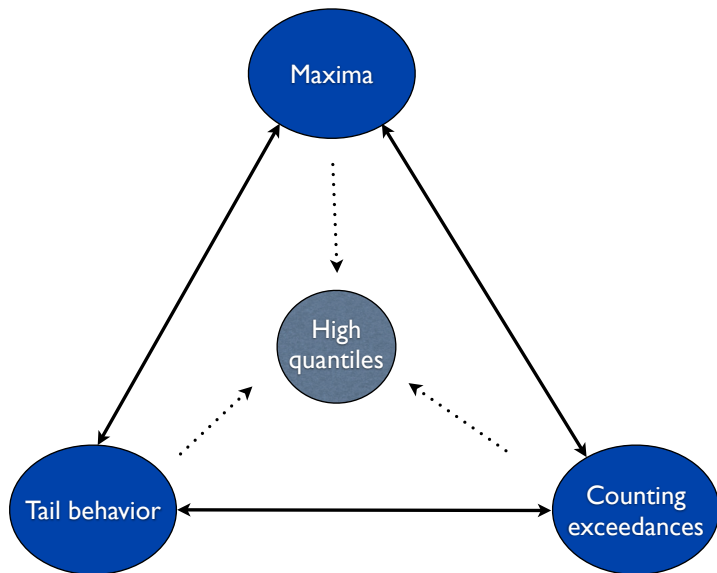 Maxima
High
quantiles
Tail behavior
Counting
exceedances